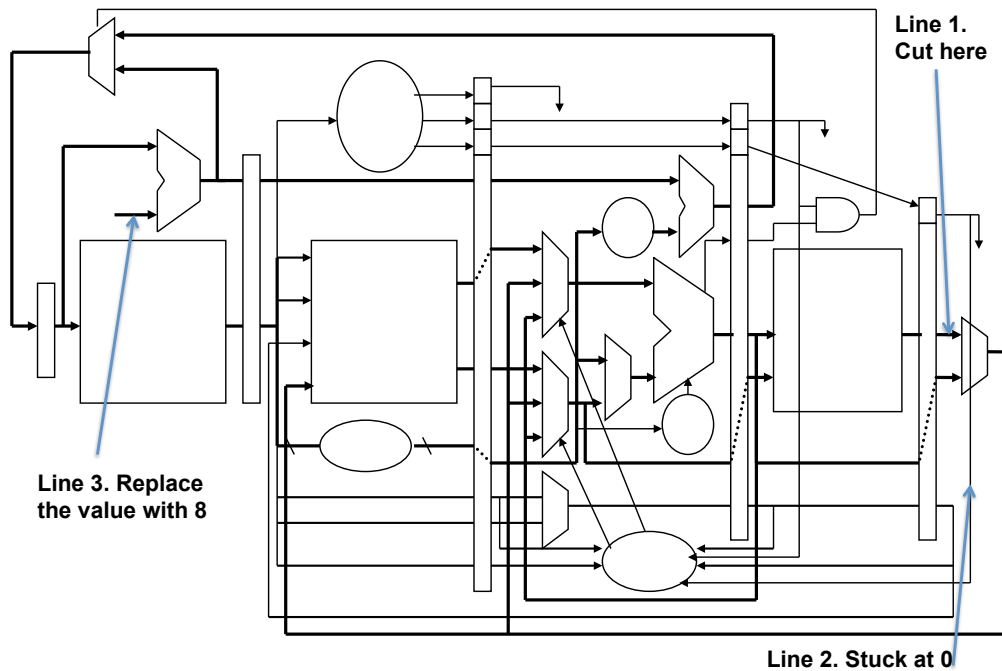 Line 1.
Cut here
Line 3. Replace
the value with 8
Line 2. Stuck at 0